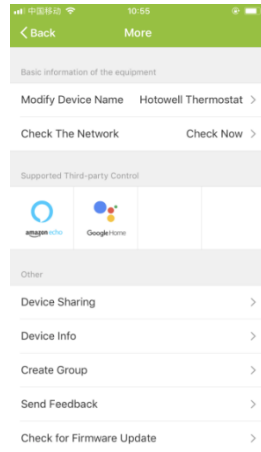 中国移动 10:55
Back More
Basic information of the equipment
Modify Device Name Hotowell Thermostat
Check The Network Check Now
Supported Third-party Control
amazon echo Google Home
Other
Device Sharing
Device Info
Create Group
Send Feedback
Check for Firmware Update